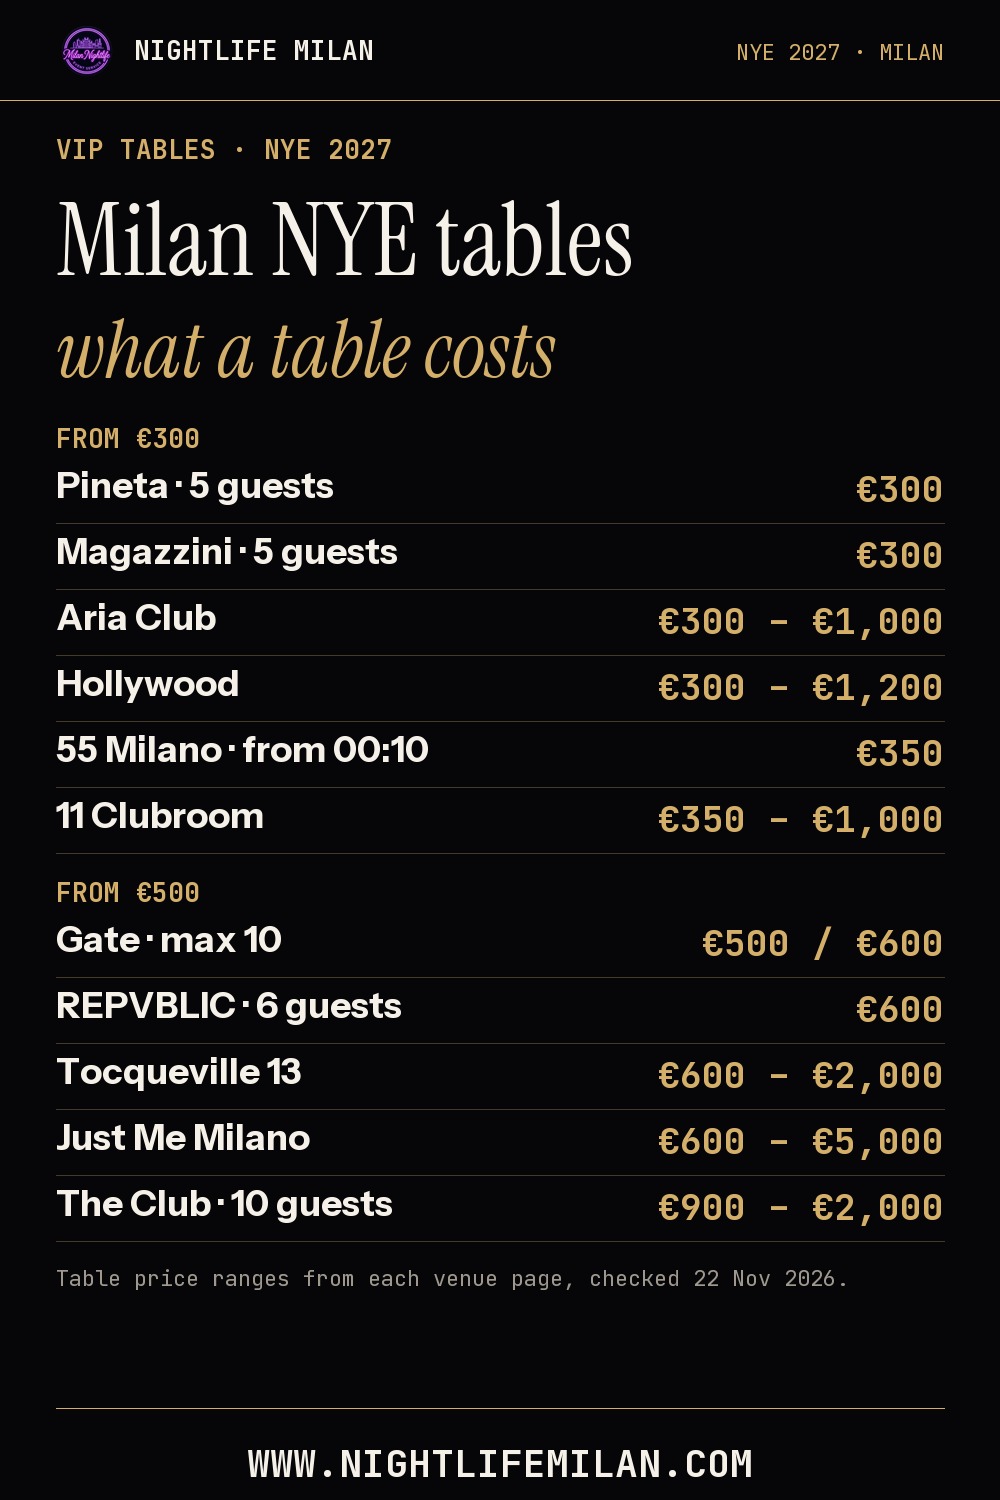 Milan Nightlife
NIGHTLIFE MILAN
NYE 2027 · MILAN
VIP TABLES · NYE 2027
Milan NYE tables
what a table costs
FROM €300
Pineta · 5 guests €300
Magazzini · 5 guests €300
Aria Club €300 – €1,000
Hollywood €300 – €1,200
55 Milano · from 00:10 €350
11 Clubroom €350 – €1,000
FROM €500
Gate · max 10 €500 / €600
REPVBLIC · 6 guests €600
Tocqueville 13 €600 – €2,000
Just Me Milano €600 – €5,000
The Club · 10 guests €900 – €2,000
Table price ranges from each venue page, checked 22 Nov 2026.
WWW.NIGHTLIFEMILAN.COM